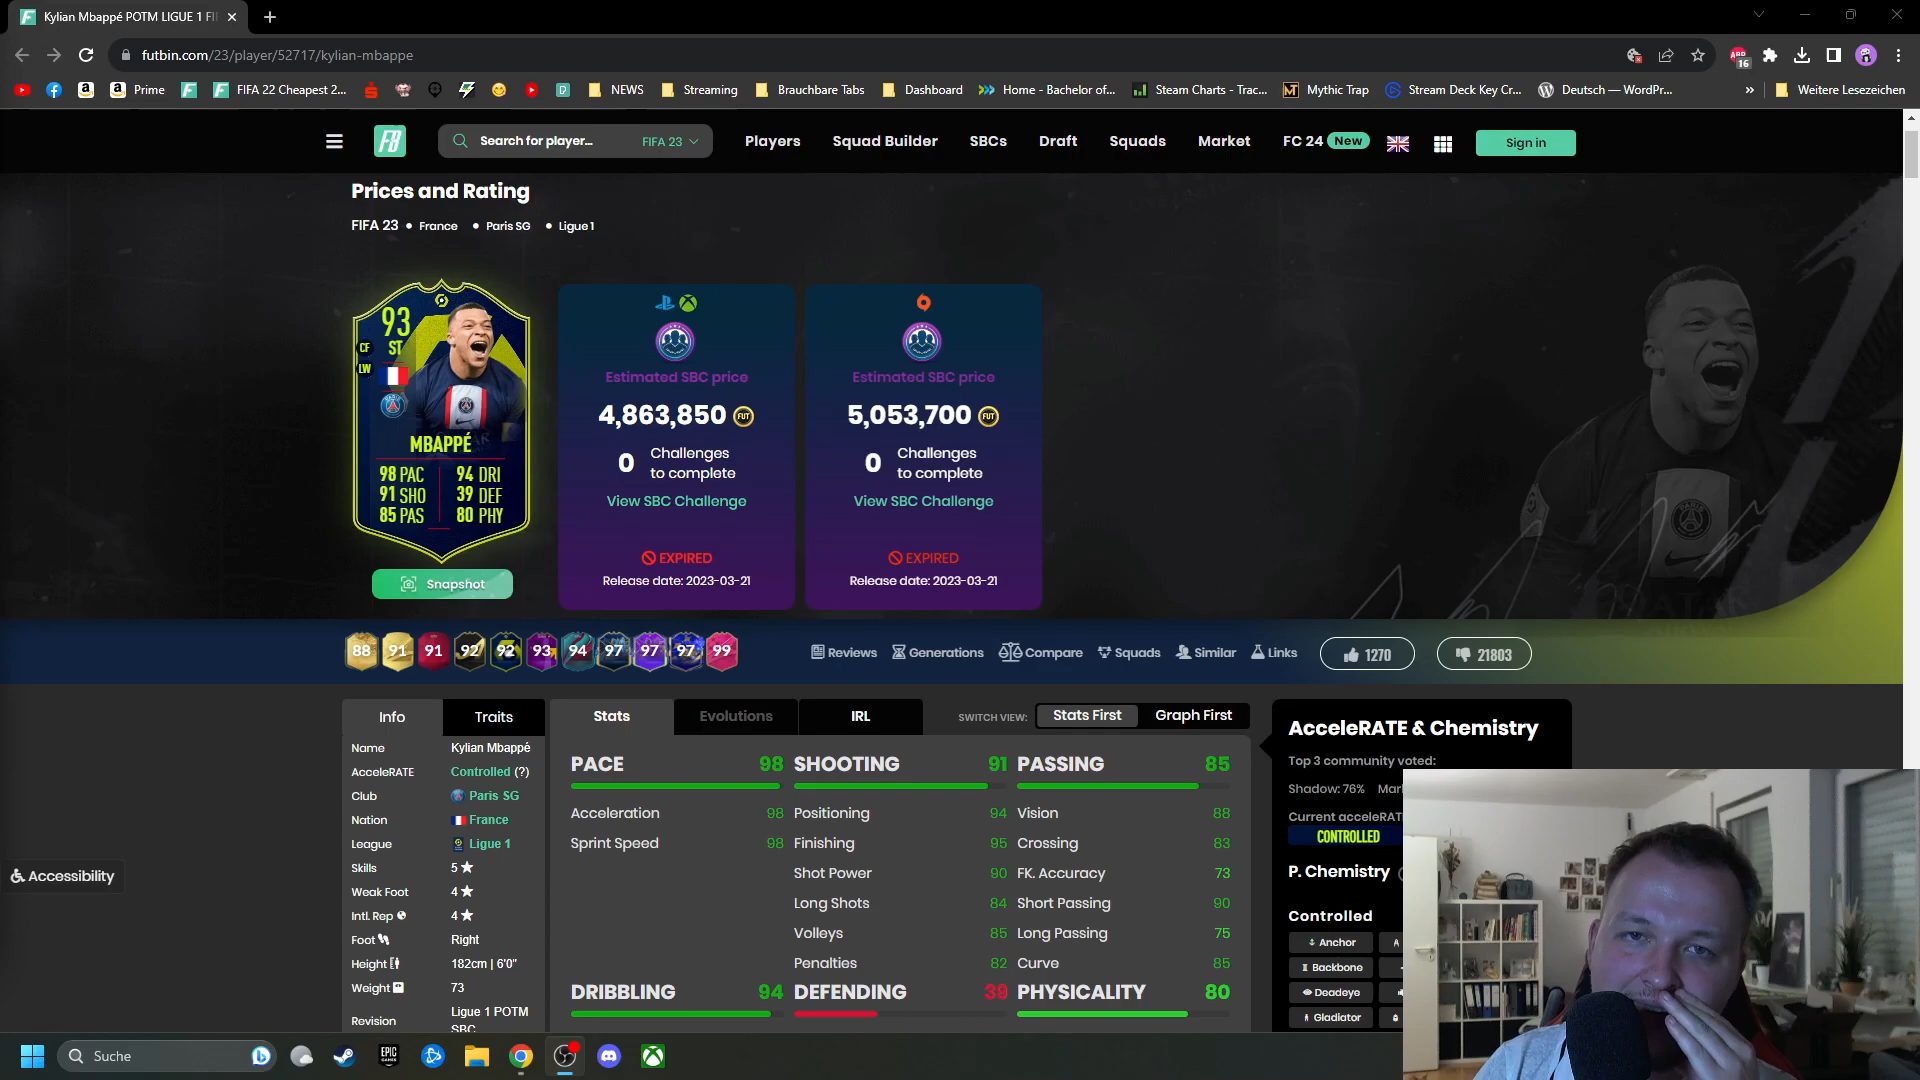 Kylian Mbappé POTM LIGUE 1 FI
futbin.com/23/player/52717/kylian-mbappe
ABP
16
Prime
FIFA 22 Cheapest 2...
NEWS
Streaming
Brauchbare Tabs
Dashboard
Home - Bachelor of...
Steam Charts - Trac...
MT
Mythic Trap
Stream Deck Key Cr...
Deutsch — WordPr...
»
Weitere Lesezeichen
FB
Search for player...
FIFA 23
Players
Squad Builder
SBCs
Draft
Squads
Market
FC 24
New
Sign in
Prices and Rating
FIFA 23 • France • Paris SG • Ligue 1
93
ST
CF
LW
MBAPPÉ
98 PAC 94 DRI
91 SHO 39 DEF
85 PAS 80 PHY
Snapshot
Estimated SBC price
4,863,850 FUT
0 Challenges
to complete
View SBC Challenge
EXPIRED
Release date: 2023-03-21
Estimated SBC price
5,053,700 FUT
0 Challenges
to complete
View SBC Challenge
EXPIRED
Release date: 2023-03-21
88 91 91 92 92 93 94 97 97 97 99
Reviews
Generations
Compare
Squads
Similar
Links
1270
21803
Info
Traits
Name Kylian Mbappé
AcceleRATE Controlled (?)
Club Paris SG
Nation France
League Ligue 1
Skills 5
Weak Foot 4
Intl. Rep 4
Foot Right
Height 182cm | 6'0"
Weight 73
Revision Ligue 1 POTM
SBC
Stats
Evolutions
IRL
SWITCH VIEW:
Stats First
Graph First
PACE 98
Acceleration 98
Sprint Speed 98
SHOOTING 91
Positioning 94
Finishing 95
Shot Power 90
Long Shots 84
Volleys 85
Penalties 82
PASSING 85
Vision 88
Crossing 83
FK. Accuracy 73
Short Passing 90
Long Passing 75
Curve 85
DRIBBLING 94
DEFENDING 39
PHYSICALITY 80
AcceleRATE & Chemistry
Top 3 community voted:
Shadow: 76%
Current acceleRAT
CONTROLLED
P. Chemistry
Controlled
Anchor
Backbone
Deadeye
Gladiator
Accessibility
Suche
EPIC
GAMES